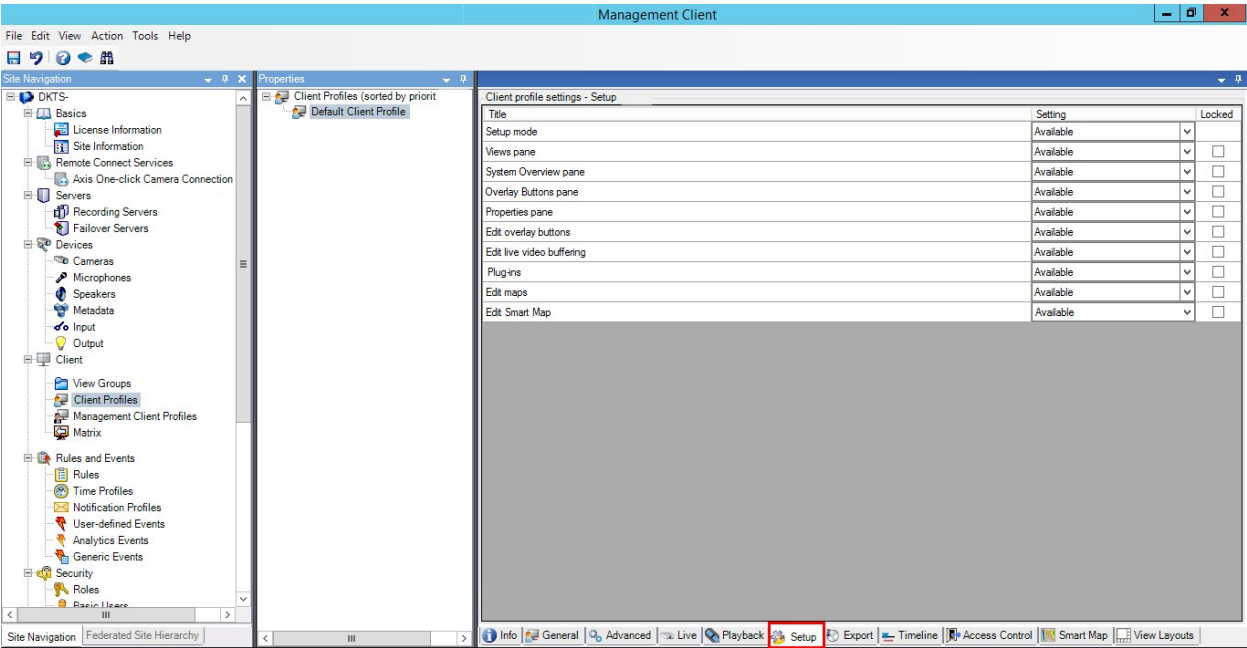 Management Client
File Edit View Action Tools Help
Site Navigation
DKTS-
Basics
License Information
Site Information
Remote Connect Services
Axis One-click Camera Connection
Servers
Recording Servers
Failover Servers
Devices
Cameras
Microphones
Speakers
Metadata
Input
Output
Client
View Groups
Client Profiles
Management Client Profiles
Matrix
Rules and Events
Rules
Time Profiles
Notification Profiles
User-defined Events
Analytics Events
Generic Events
Security
Roles
Basic Users
Site Navigation Federated Site Hierarchy
Properties
Client Profiles (sorted by priorit
Default Client Profile
Client profile settings - Setup
Title Setting Locked
Setup mode Available
Views pane Available
System Overview pane Available
Overlay Buttons pane Available
Properties pane Available
Edit overlay buttons Available
Edit live video buffering Available
Plug-ins Available
Edit maps Available
Edit Smart Map Available
Info General Advanced Live Playback Setup Export Timeline Access Control Smart Map View Layouts